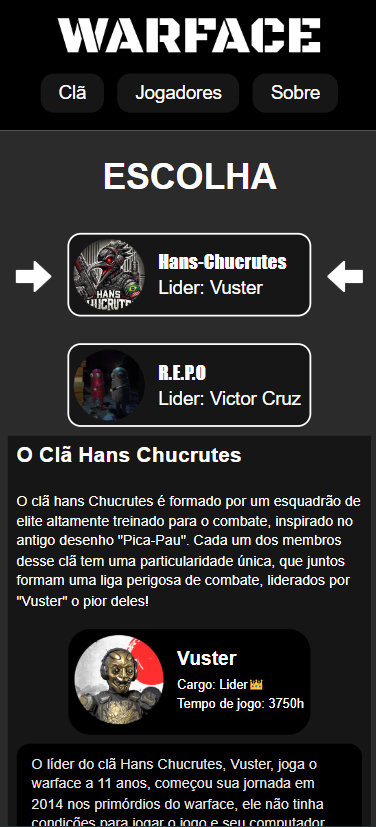 WARFACE
Clã
Jogadores
Sobre
ESCOLHA
HANS
CHUCRUTE
Hans-Chucrutes
Lider: Vuster
R.E.P.O
Lider: Victor Cruz
O Clã Hans Chucrutes
O clã hans Chucrutes é formado por um esquadrão de
elite altamente treinado para o combate, inspirado no
antigo desenho "Pica-Pau". Cada um dos membros
desse clã tem uma particularidade única, que juntos
formam uma liga perigosa de combate, liderados por
"Vuster" o pior deles!
Vuster
Cargo: Lider👑
Tempo de jogo: 3750h
O líder do clã Hans Chucrutes, Vuster, joga o
warface a 11 anos, começou sua jornada em
2014 nos primórdios do warface, ele não tinha
condições para jogar o jogo e seu computador